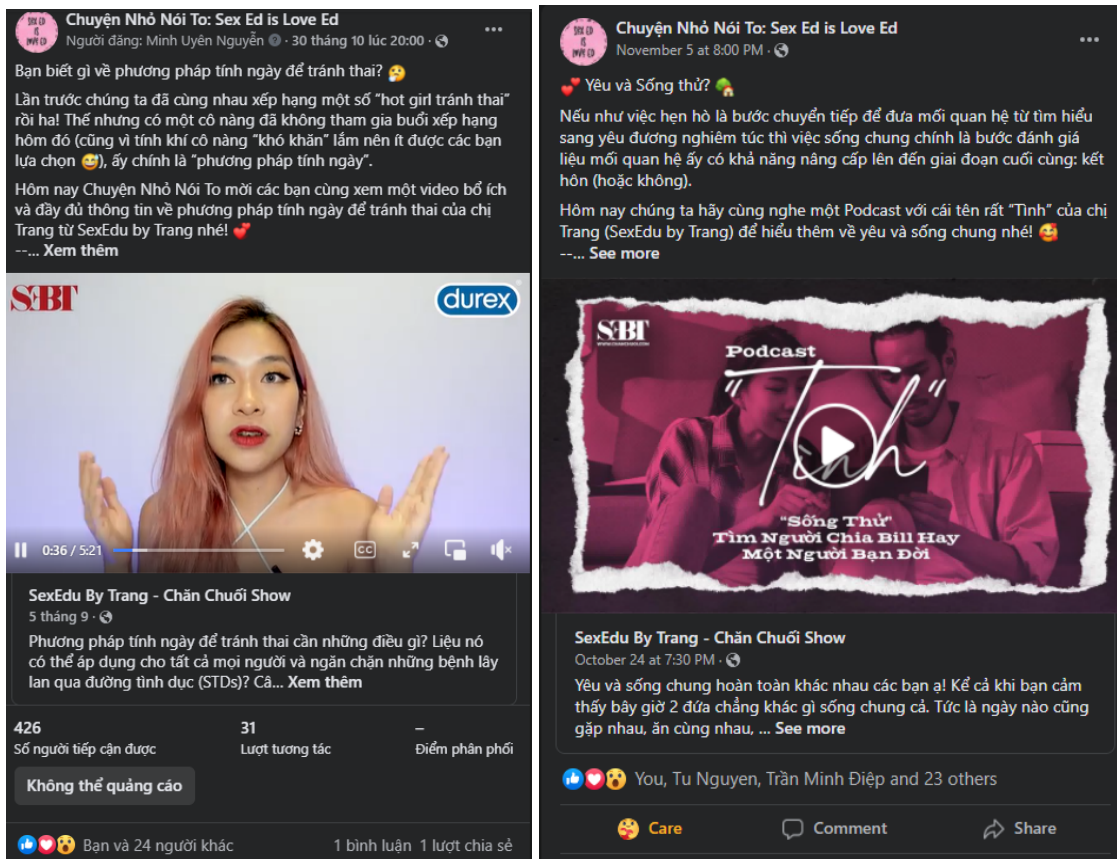 SEX ED
IS
LOVE ED
Chuyện Nhỏ Nói To: Sex Ed is Love Ed
Người đăng: Minh Uyên Nguyễn · 30 tháng 10 lúc 20:00 ·
Bạn biết gì về phương pháp tính ngày để tránh thai? 🤔
Lần trước chúng ta đã cùng nhau xếp hạng một số “hot girl tránh thai”
rồi ha! Thế nhưng có một cô nàng đã không tham gia buổi xếp hạng
hôm đó (cũng vì tính khí cô nàng “khó khăn” lắm nên ít được các bạn
lựa chọn 😅), ấy chính là “phương pháp tính ngày”.
Hôm nay Chuyện Nhỏ Nói To mời các bạn cùng xem một video bổ ích
và đầy đủ thông tin về phương pháp tính ngày để tránh thai của chị
Trang từ SexEdu by Trang nhé! 💕
--... Xem thêm
SEBT
durex
0:36 / 5:21
CC
SexEdu By Trang - Chăn Chuối Show
5 tháng 9 ·
Phương pháp tính ngày để tránh thai cần những điều gì? Liệu nó
có thể áp dụng cho tất cả mọi người và ngăn chặn những bệnh lây
lan qua đường tình dục (STDs)? Câ... Xem thêm
426
Số người tiếp cận được
31
Lượt tương tác
–
Điểm phân phối
Không thể quảng cáo
Bạn và 24 người khác
1 bình luận 1 lượt chia sẻ
SEX ED
IS
LOVE ED
Chuyện Nhỏ Nói To: Sex Ed is Love Ed
November 5 at 8:00 PM ·
💕 Yêu và Sống thử? 🏡
Nếu như việc hẹn hò là bước chuyển tiếp để đưa mối quan hệ từ tìm hiểu
sang yêu đương nghiêm túc thì việc sống chung chính là bước đánh giá
liệu mối quan hệ ấy có khả năng nâng cấp lên đến giai đoạn cuối cùng: kết
hôn (hoặc không).
Hôm nay chúng ta hãy cùng nghe một Podcast với cái tên rất “Tình” của chị
Trang (SexEdu by Trang) để hiểu thêm về yêu và sống chung nhé! 🥰
--... See more
SEBT
Podcast
“Tình”
"Sống Thử"
Tìm Người Chia Bill Hay
Một Người Bạn Đời
SexEdu By Trang - Chăn Chuối Show
October 24 at 7:30 PM ·
Yêu và sống chung hoàn toàn khác nhau các bạn ạ! Kể cả khi bạn cảm
thấy bây giờ 2 đứa chẳng khác gì sống chung cả. Tức là ngày nào cũng
gặp nhau, ăn cùng nhau, ... See more
You, Tu Nguyen, Trần Minh Điệp and 23 others
Care
Comment
Share